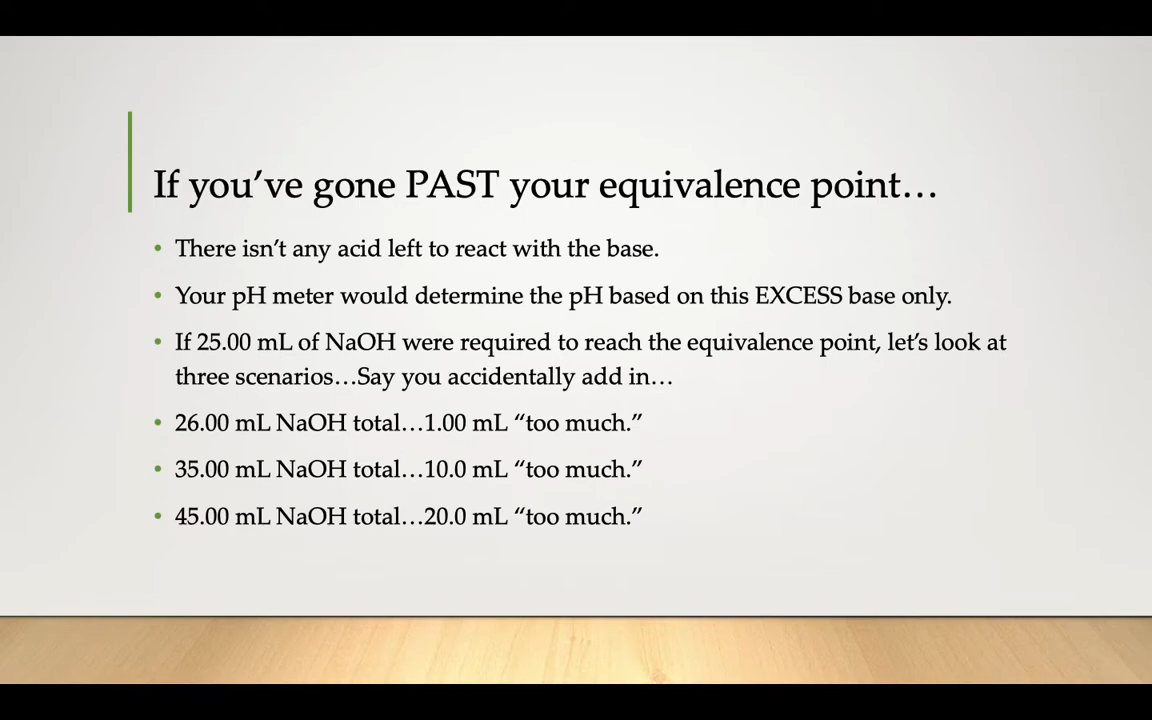 If you’ve gone PAST your equivalence point…
• There isn’t any acid left to react with the base.
• Your pH meter would determine the pH based on this EXCESS base only.
• If 25.00 mL of NaOH were required to reach the equivalence point, let’s look at
three scenarios…Say you accidentally add in…
• 26.00 mL NaOH total…1.00 mL “too much.”
• 35.00 mL NaOH total…10.0 mL “too much.”
• 45.00 mL NaOH total…20.0 mL “too much.”